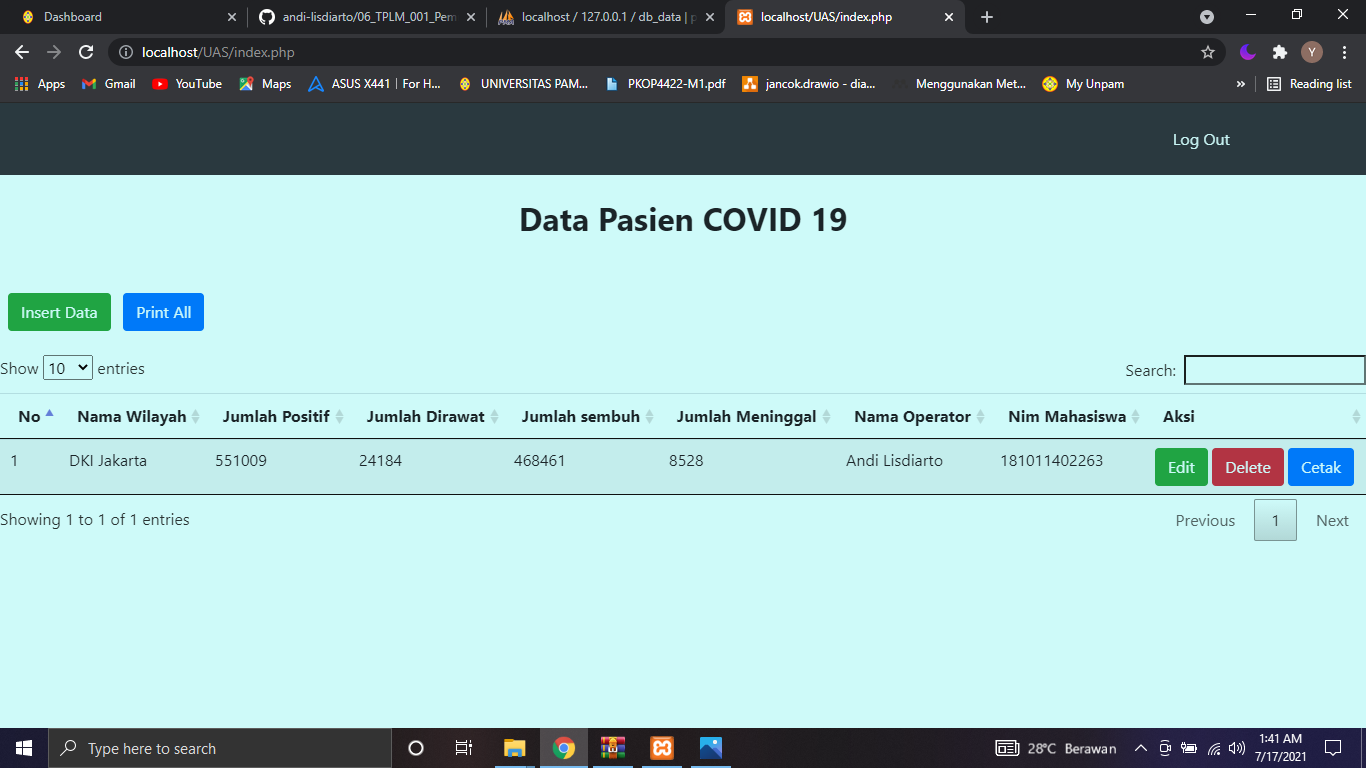 Dashboard andi-lisdiarto/06_TPLM_001_Pem localhost / 127.0.0.1 / db_data | p localhost/UAS/index.php
localhost/UAS/index.php Y
Apps Gmail YouTube Maps ASUS X441 | For H... UNIVERSITAS PAM... PKOP4422-M1.pdf jancok.drawio - dia... Menggunakan Met... My Unpam » Reading list
Log Out
Data Pasien COVID 19
Insert Data Print All
Show 10 entries Search:
No Nama Wilayah Jumlah Positif Jumlah Dirawat Jumlah sembuh Jumlah Meninggal Nama Operator Nim Mahasiswa Aksi
1 DKI Jakarta 551009 24184 468461 8528 Andi Lisdiarto 181011402263 Edit Delete Cetak
Showing 1 to 1 of 1 entries Previous 1 Next
Type here to search 28°C Berawan 1:41 AM
7/17/2021